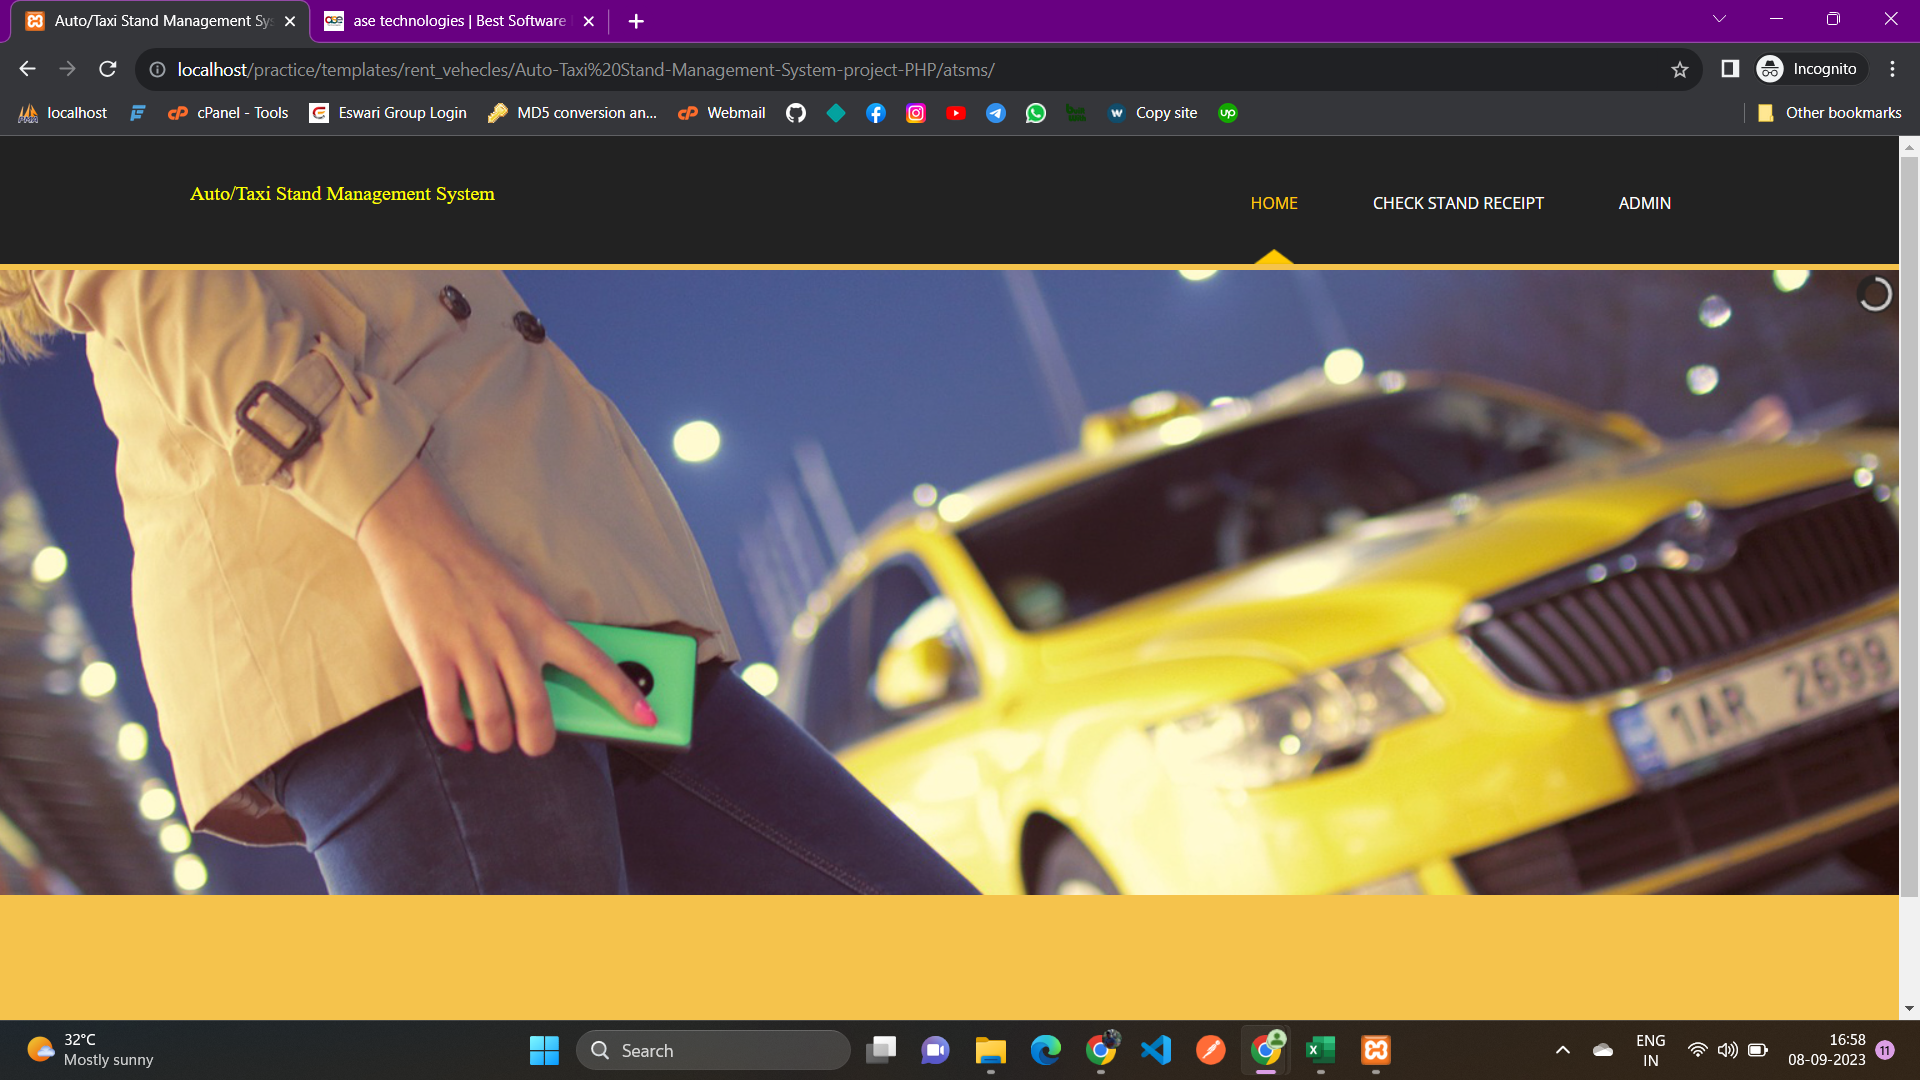 Auto/Taxi Stand Management Sy
ase technologies | Best Software
localhost/practice/templates/rent_vehecles/Auto-Taxi%20Stand-Management-System-project-PHP/atsms/
Incognito
localhost
cPanel - Tools
Eswari Group Login
MD5 conversion an...
Webmail
Copy site
Other bookmarks
Auto/Taxi Stand Management System
HOME
CHECK STAND RECEIPT
ADMIN
1AR 2699
32°C
Mostly sunny
Search
ENG
IN
16:58
08-09-2023
11